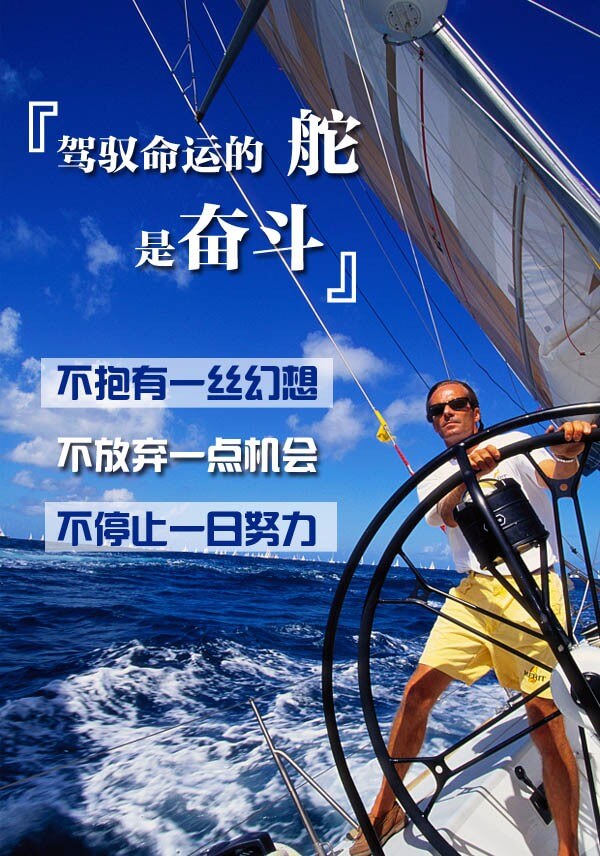 『驾驭命运的 舵
是奋斗』
不抱有一丝幻想
不放弃一点机会
不停止一日努力